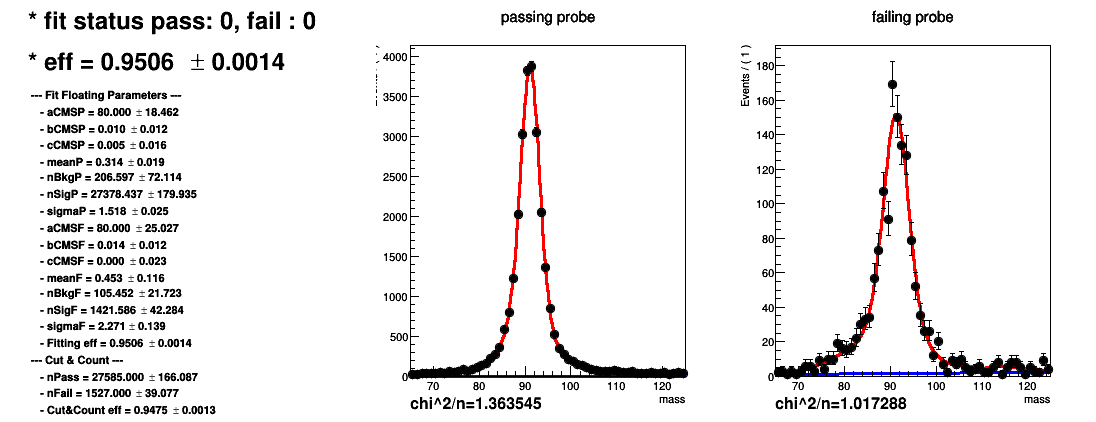 * fit status pass: 0, fail : 0
* eff = 0.9506 ± 0.0014
--- Fit Floating Parameters ---
- aCMSP = 80.000 ± 18.462
- bCMSP = 0.010 ± 0.012
- cCMSP = 0.005 ± 0.016
- meanP = 0.314 ± 0.019
- nBkgP = 206.597 ± 72.114
- nSigP = 27378.437 ± 179.935
- sigmaP = 1.518 ± 0.025
- aCMSF = 80.000 ± 25.027
- bCMSF = 0.014 ± 0.012
- cCMSF = 0.000 ± 0.023
- meanF = 0.453 ± 0.116
- nBkgF = 105.452 ± 21.723
- nSigF = 1421.586 ± 42.284
- sigmaF = 2.271 ± 0.139
- Fitting eff = 0.9506 ± 0.0014
--- Cut & Count ---
- nPass = 27585.000 ± 166.087
- nFail = 1527.000 ± 39.077
- Cut&Count eff = 0.9475 ± 0.0013
passing probe
4000
3500
3000
2500
2000
1500
1000
500
0
70 80 90 100 110 120
mass
chi^2/n=1.363545
failing probe
Events / ( 1 )
180
160
140
120
100
80
60
40
20
0
70 80 90 100 110 120
mass
chi^2/n=1.017288